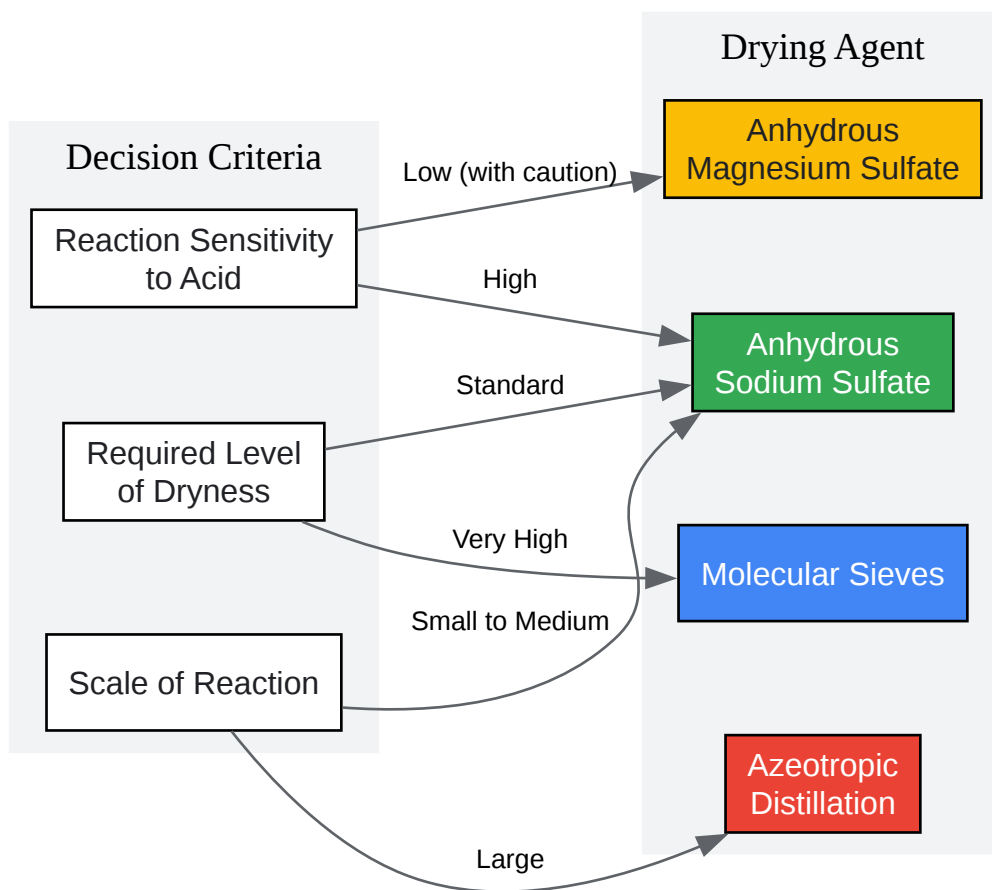 Decision Criteria
Reaction Sensitivity
to Acid
Required Level
of Dryness
Scale of Reaction
Low (with caution)
High
Standard
Very High
Small to Medium
Large
Drying Agent
Anhydrous
Magnesium Sulfate
Anhydrous
Sodium Sulfate
Molecular Sieves
Azeotropic
Distillation